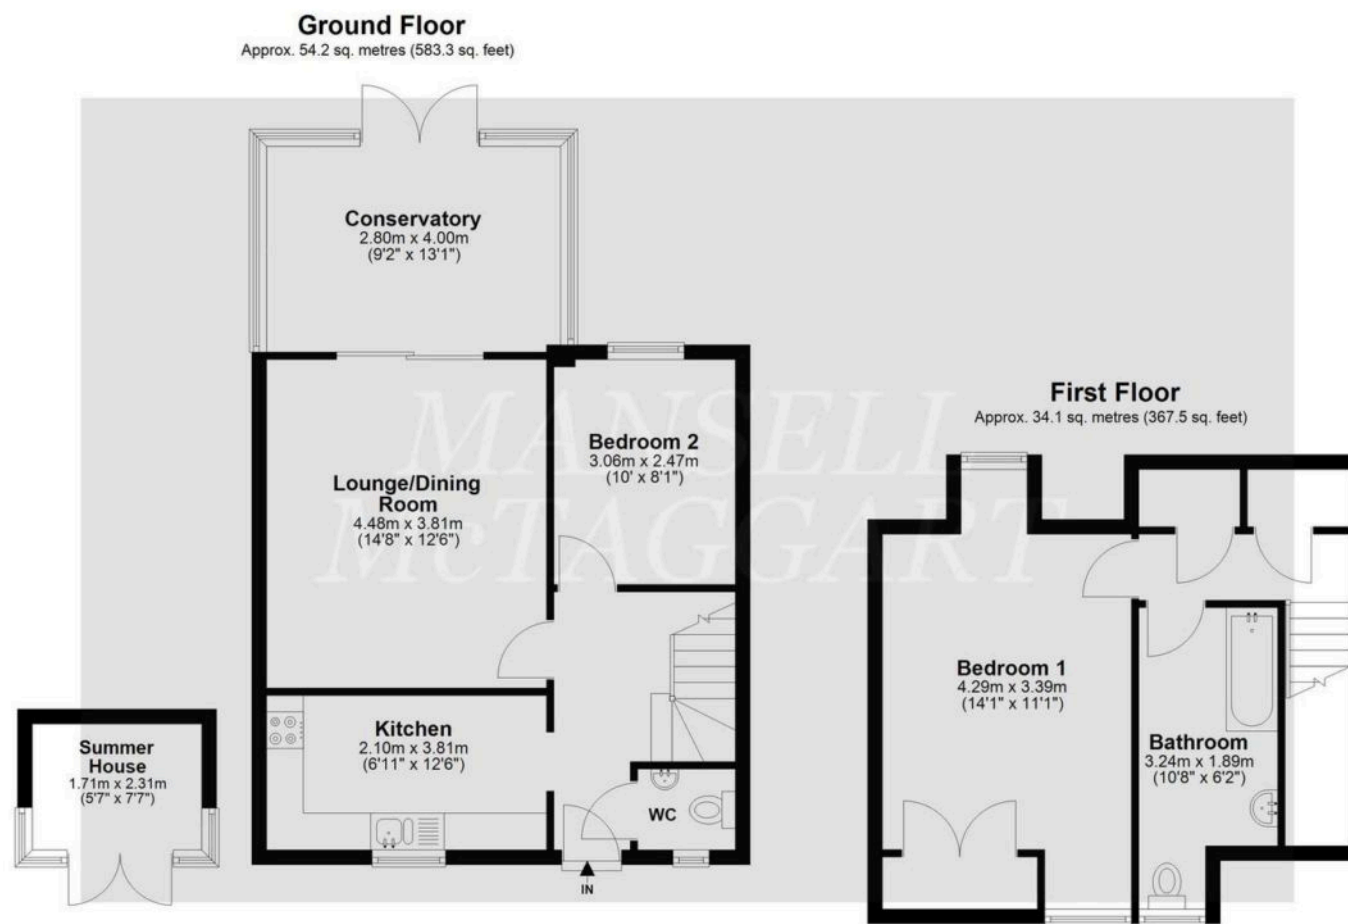 Ground Floor
Approx. 54.2 sq. metres (583.3 sq. feet)
Conservatory
2.80m x 4.00m
(9'2" x 13'1")
MANSELL
McTAGGART
Bedroom 2
3.06m x 2.47m
(10' x 8'1")
Lounge/Dining
Room
4.48m x 3.81m
(14'8" x 12'6")
Kitchen
2.10m x 3.81m
(6'11" x 12'6")
WC
IN
Summer
House
1.71m x 2.31m
(5'7" x 7'7")
First Floor
Approx. 34.1 sq. metres (367.5 sq. feet)
Bedroom 1
4.29m x 3.39m
(14'1" x 11'1")
Bathroom
3.24m x 1.89m
(10'8" x 6'2")